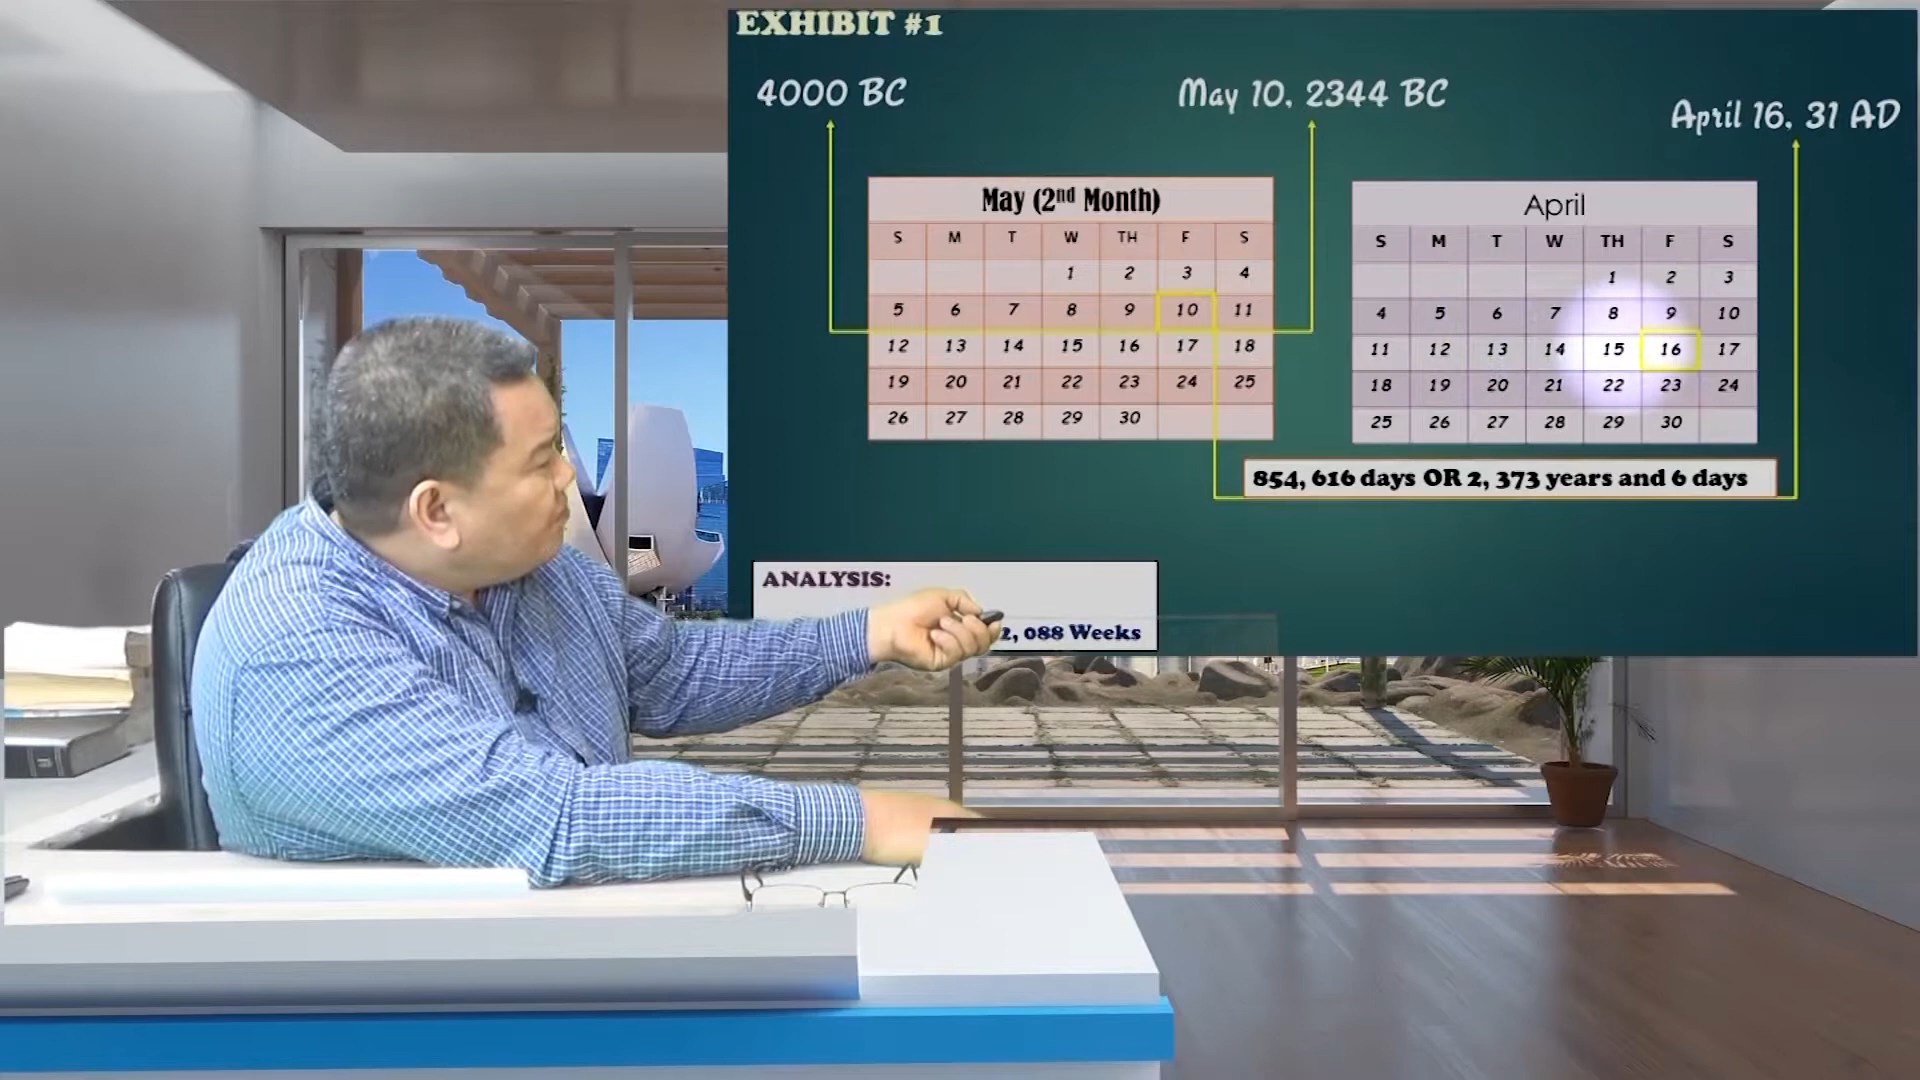 EXHIBIT #1
4000 BC
May 10, 2344 BC
April 16, 31 AD
May (2nd Month)
S M T W TH F S
1 2 3 4
5 6 7 8 9 10 11
12 13 14 15 16 17 18
19 20 21 22 23 24 25
26 27 28 29 30
April
S M T W TH F S
1 2 3
4 5 6 7 8 9 10
11 12 13 14 15 16 17
18 19 20 21 22 23 24
25 26 27 28 29 30
854, 616 days OR 2, 373 years and 6 days
ANALYSIS:
2, 088 Weeks